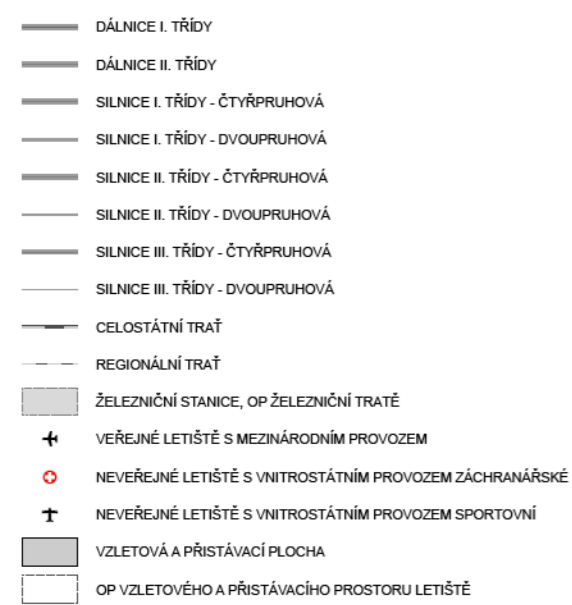 DÁLNICE I. TŘÍDY
DÁLNICE II. TŘÍDY
SILNICE I. TŘÍDY - ČTYŘPRUHOVÁ
SILNICE I. TŘÍDY - DVOUPRUHOVÁ
SILNICE II. TŘÍDY - ČTYŘPRUHOVÁ
SILNICE II. TŘÍDY - DVOUPRUHOVÁ
SILNICE III. TŘÍDY - ČTYŘPRUHOVÁ
SILNICE III. TŘÍDY - DVOUPRUHOVÁ
CELOSTÁTNÍ TRAŤ
REGIONÁLNÍ TRAŤ
ŽELEZNIČNÍ STANICE, OP ŽELEZNIČNÍ TRATĚ
VEŘEJNÉ LETIŠTĚ S MEZINÁRODNÍM PROVOZEM
NEVEŘEJNÉ LETIŠTĚ S VNITROSTÁTNÍM PROVOZEM ZÁCHRANÁŘSKÉ
NEVEŘEJNÉ LETIŠTĚ S VNITROSTÁTNÍM PROVOZEM SPORTOVNÍ
VZLETOVÁ A PŘISTÁVACÍ PLOCHA
OP VZLETOVÉHO A PŘISTÁVACÍHO PROSTORU LETIŠTĚ